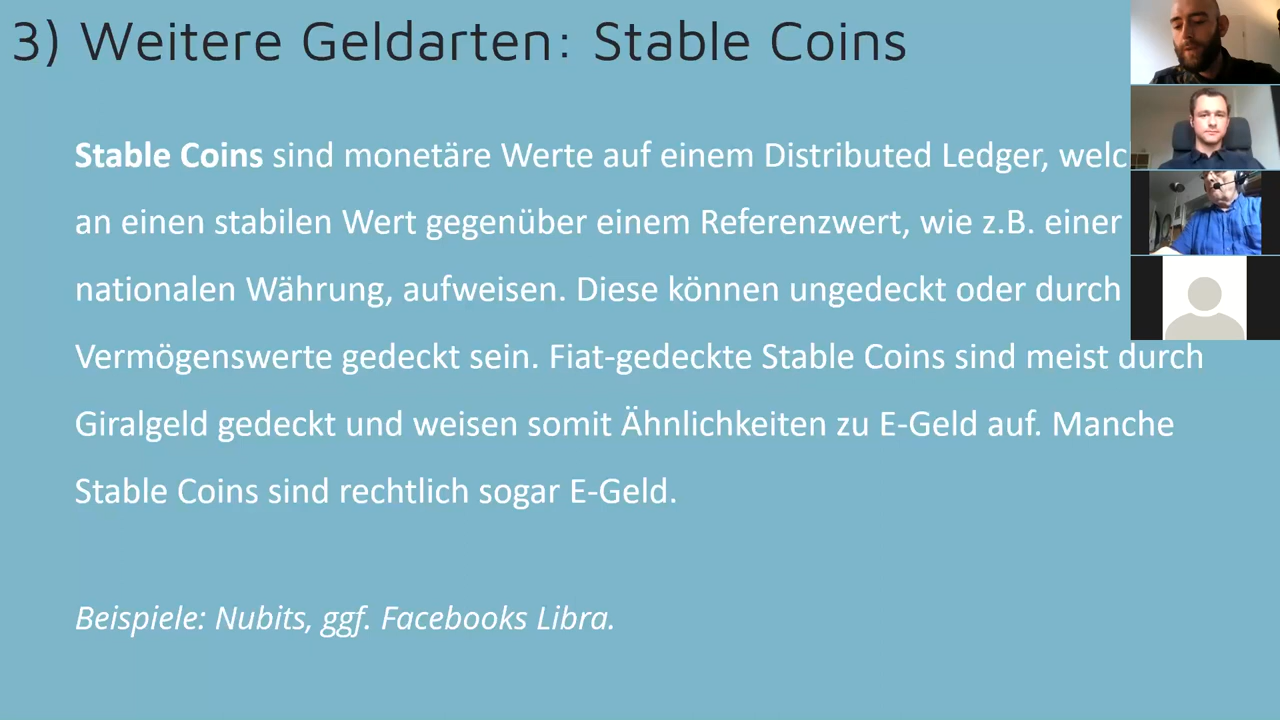 3) Weitere Geldarten: Stable Coins
Stable Coins sind monetäre Werte auf einem Distributed Ledger,
an einen stabilen Wert gegenüber einem Referenzwert, wie z.B. einer
nationalen Währung, aufweisen. Diese können ungedeckt oder durch
Vermögenswerte gedeckt sein. Fiat-gedeckte Stable Coins sind meist durch
Giralgeld gedeckt und weisen somit Ähnlichkeiten zu E-Geld auf. Manche
Stable Coins sind rechtlich sogar E-Geld.
Beispiele: Nubits, ggf. Facebooks Libra.